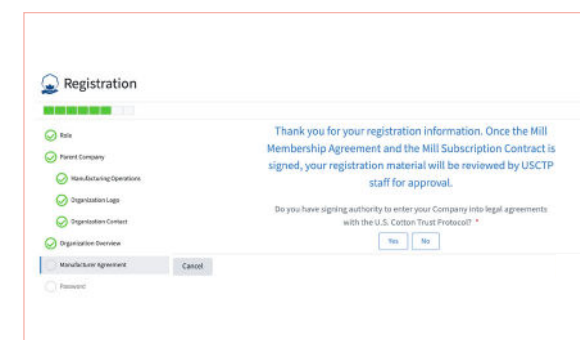 Registration
Role
Parent Company
Manufacturing Operations
Organization Logo
Organization Contact
Organization Overview
Manufacturer Agreement
Password
Cancel
Thank you for your registration information. Once the Mill
Membership Agreement and the Mill Subscription Contract is
signed, your registration material will be reviewed by USCTP
staff for approval.
Do you have signing authority to enter your Company into legal agreements
with the U.S. Cotton Trust Protocol? *
Yes No